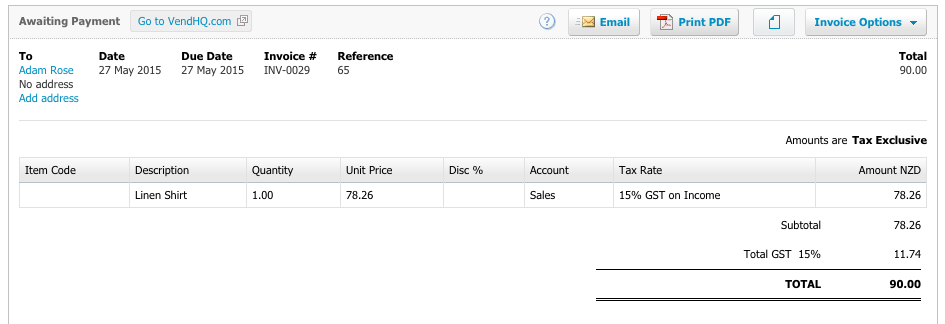 Awaiting Payment Go to VendHQ.com ? Email Print PDF Invoice Options
To Date Due Date Invoice # Reference Total
Adam Rose 27 May 2015 27 May 2015 INV-0029 65 90.00
No address
Add address
Amounts are Tax Exclusive
Item Code Description Quantity Unit Price Disc % Account Tax Rate Amount NZD
Linen Shirt 1.00 78.26 Sales 15% GST on Income 78.26
Subtotal 78.26
Total GST 15% 11.74
TOTAL 90.00